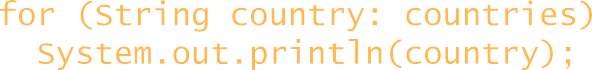 for (String country: countries)
  System.out.println(country);